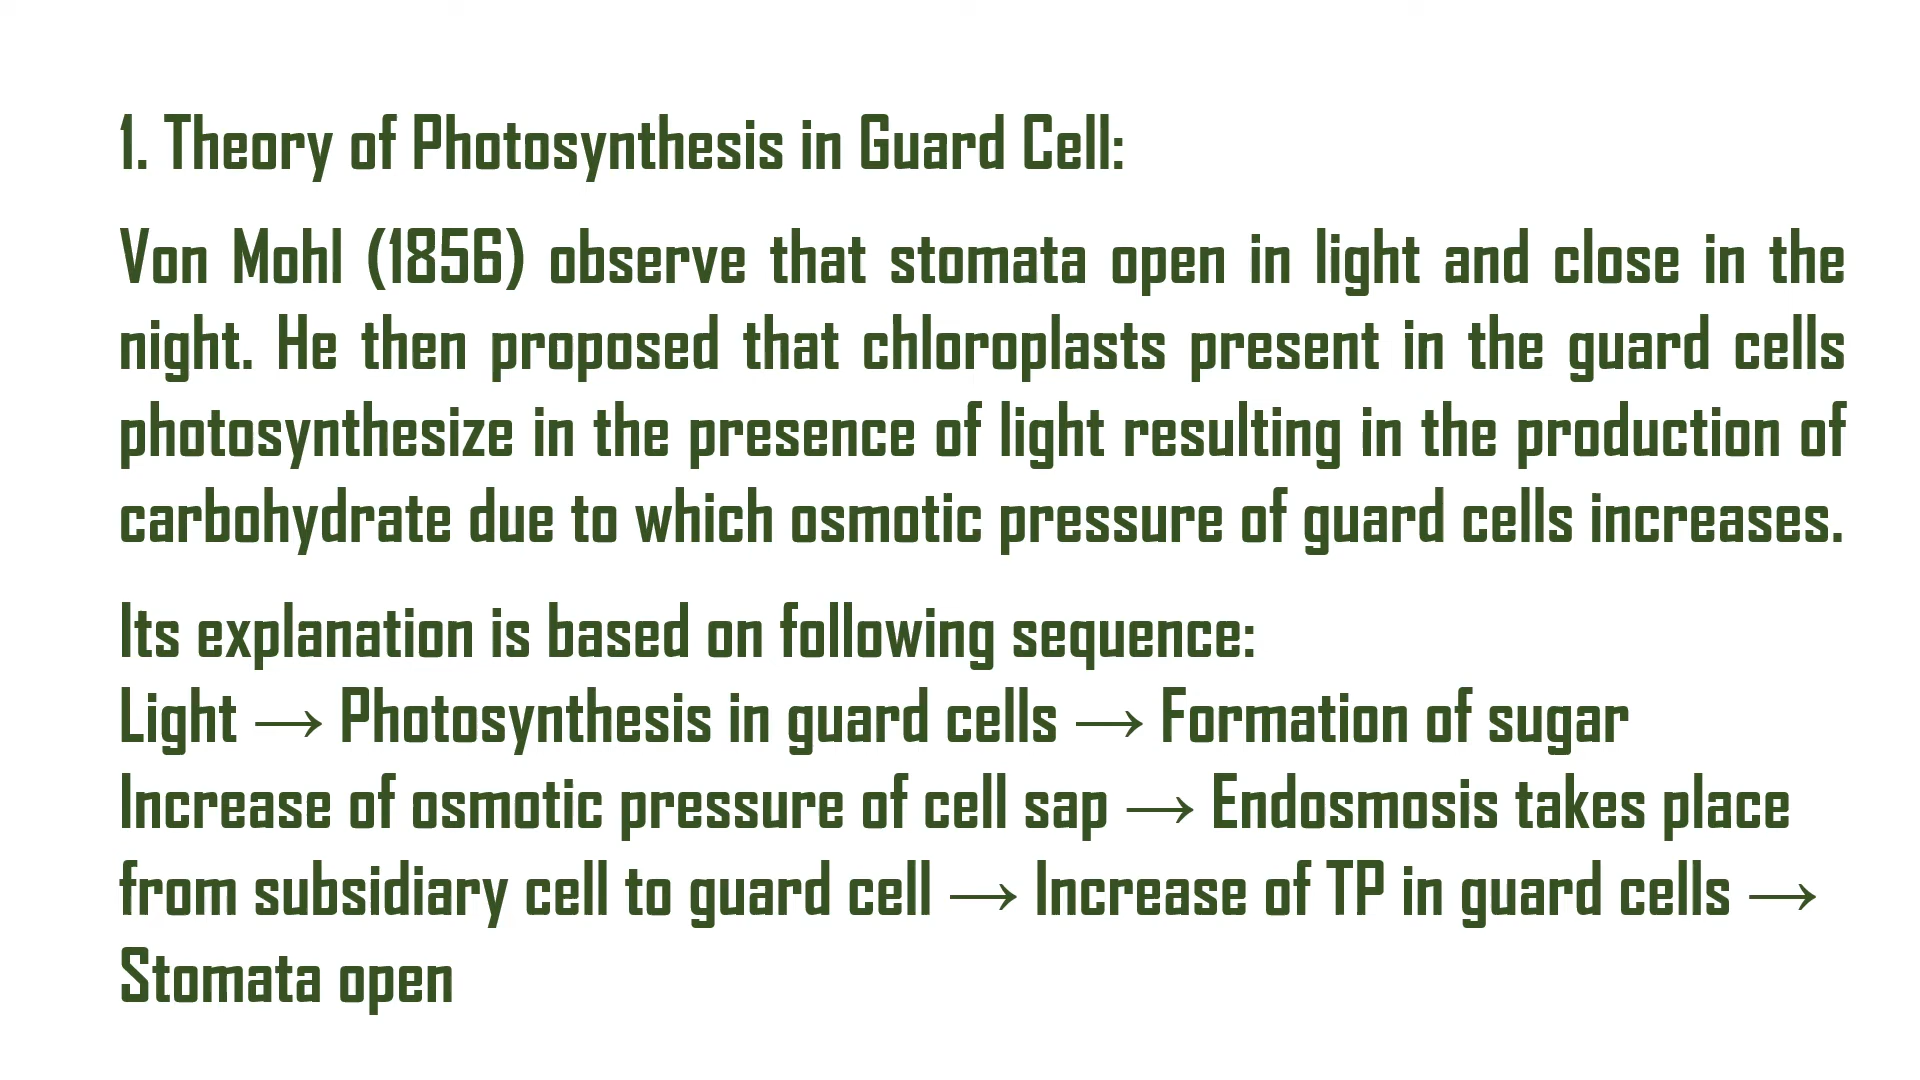 1. Theory of Photosynthesis in Guard Cell:
Von Mohl (1856) observe that stomata open in light and close in the
night. He then proposed that chloroplasts present in the guard cells
photosynthesize in the presence of light resulting in the production of
carbohydrate due to which osmotic pressure of guard cells increases.
Its explanation is based on following sequence:
Light → Photosynthesis in guard cells → Formation of sugar
Increase of osmotic pressure of cell sap → Endosmosis takes place
from subsidiary cell to guard cell → Increase of TP in guard cells →
Stomata open